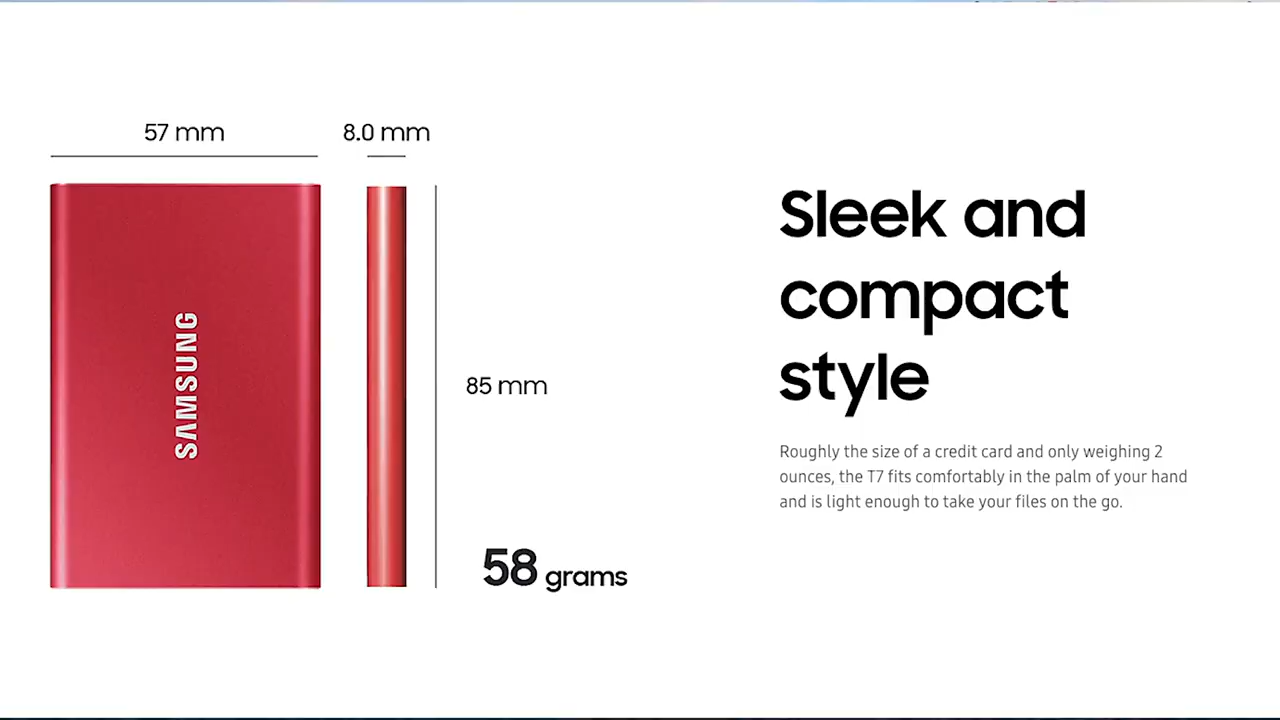 57 mm
8.0 mm
SAMSUNG
85 mm
58 grams
Sleek and
compact
style
Roughly the size of a credit card and only weighing 2
ounces, the T7 fits comfortably in the palm of your hand
and is light enough to take your files on the go.